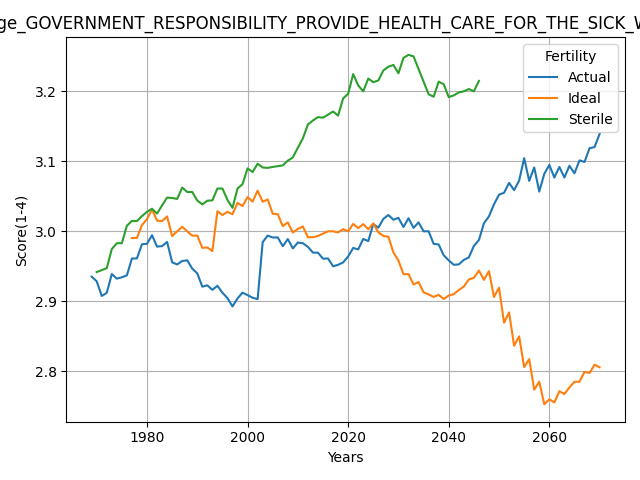 ge_GOVERNMENT_RESPONSIBILITY_PROVIDE_HEALTH_CARE_FOR_THE_SICK_W
Fertility
Actual
Ideal
Sterile
3.2
3.1
3.0
2.9
2.8
Score(1-4)
1980 2000 2020 2040 2060
Years